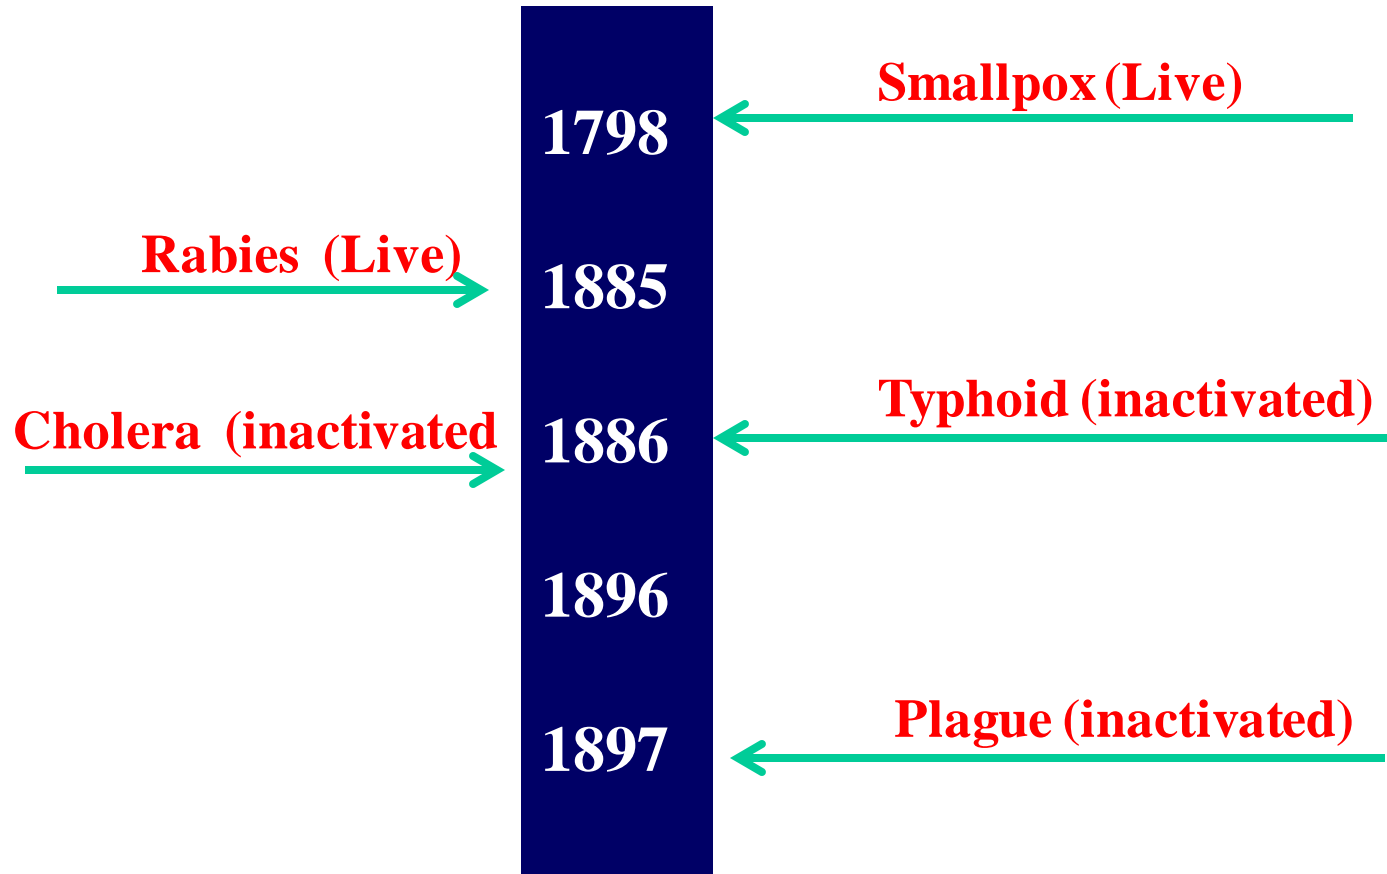 Smallpox (Live)
1798
Rabies (Live)
1885
Typhoid (inactivated)
Cholera (inactivated
1886
1896
Plague (inactivated)
1897